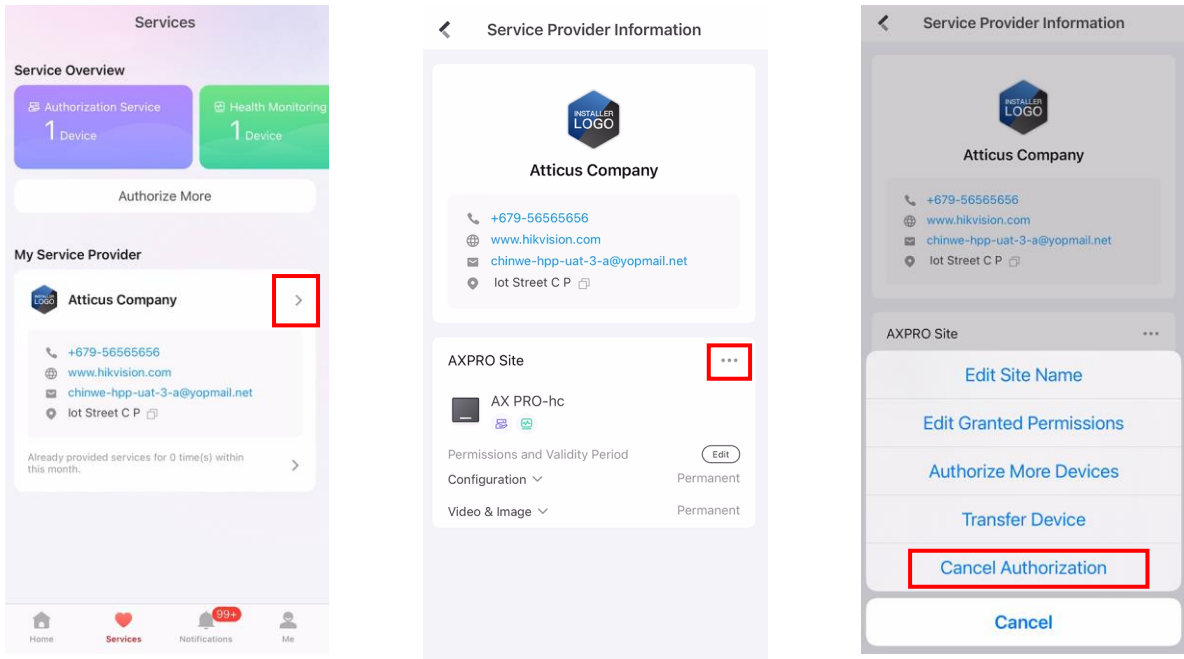 Services
Service Overview
Authorization Service
1 Device
Health Monitoring
1 Device
Authorize More
My Service Provider
INSTALLER
LOGO
Atticus Company
+679-56565656
www.hikvision.com
chinwe-hpp-uat-3-a@yopmail.net
lot Street C P
Already provided services for 0 time(s) within
this month.
Home
Services
99+
Notifications
Me
Service Provider Information
INSTALLER
LOGO
Atticus Company
+679-56565656
www.hikvision.com
chinwe-hpp-uat-3-a@yopmail.net
lot Street C P
AXPRO Site
AX PRO-hc
Permissions and Validity Period
Edit
Configuration
Permanent
Video & Image
Permanent
Service Provider Information
INSTALLER
LOGO
Atticus Company
+679-56565656
www.hikvision.com
chinwe-hpp-uat-3-a@yopmail.net
lot Street C P
AXPRO Site
Edit Site Name
Edit Granted Permissions
Authorize More Devices
Transfer Device
Cancel Authorization
Cancel